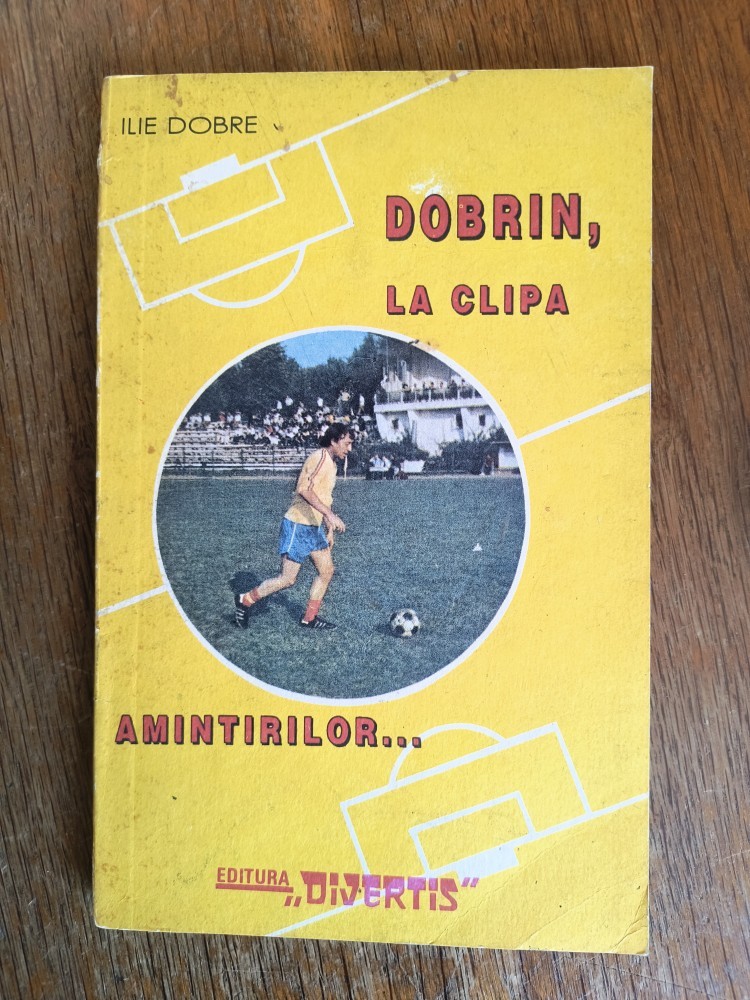 ILIE DOBRE
DOBRIN,
LA CLIPA
AMINTIRILOR...
EDITURA „DIVERTIS"